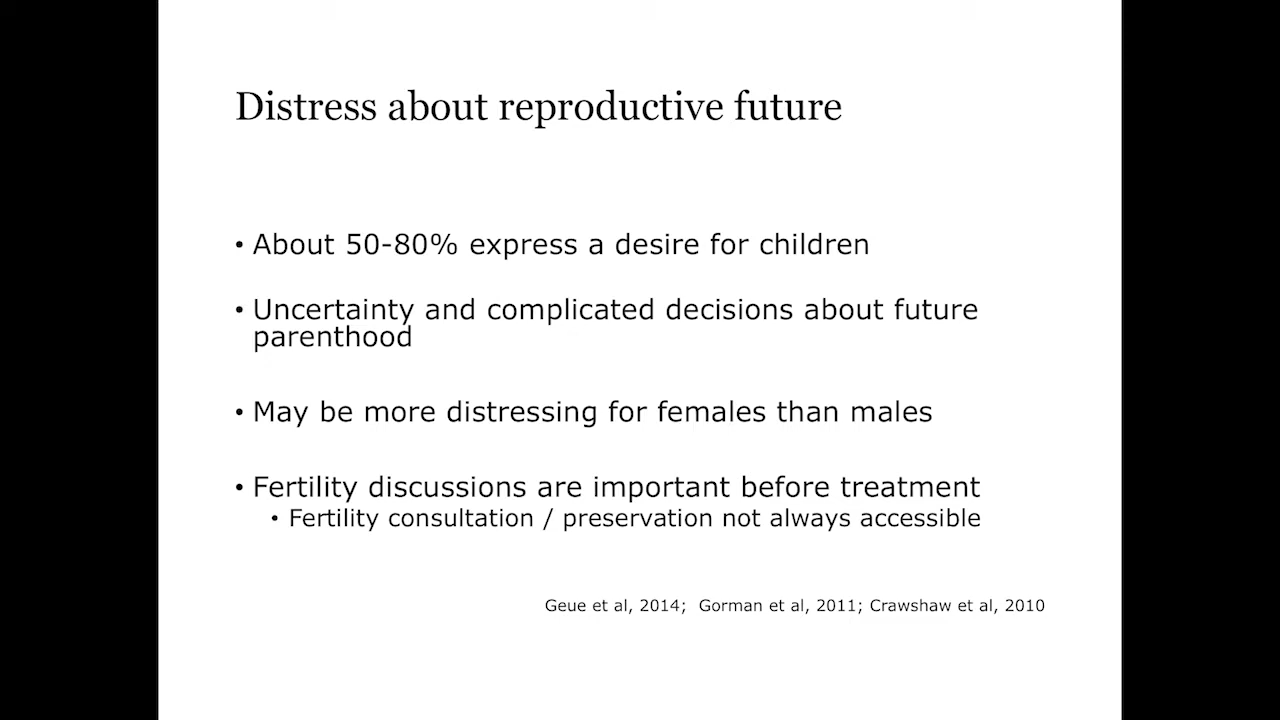 Distress about reproductive future
• About 50-80% express a desire for children
• Uncertainty and complicated decisions about future
parenthood
• May be more distressing for females than males
• Fertility discussions are important before treatment
• Fertility consultation / preservation not always accessible
Geue et al, 2014;  Gorman et al, 2011; Crawshaw et al, 2010